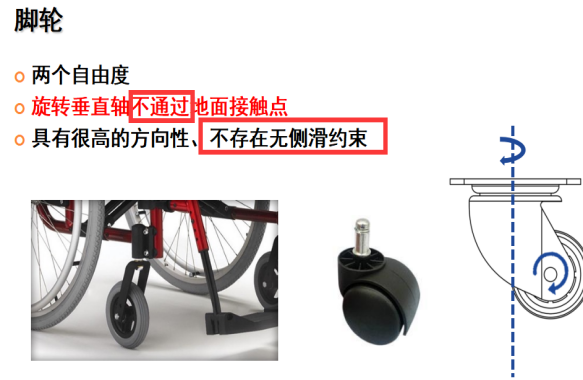 脚轮
两个自由度
旋转垂直轴不通过地面接触点
具有很高的方向性、不存在无侧滑约束